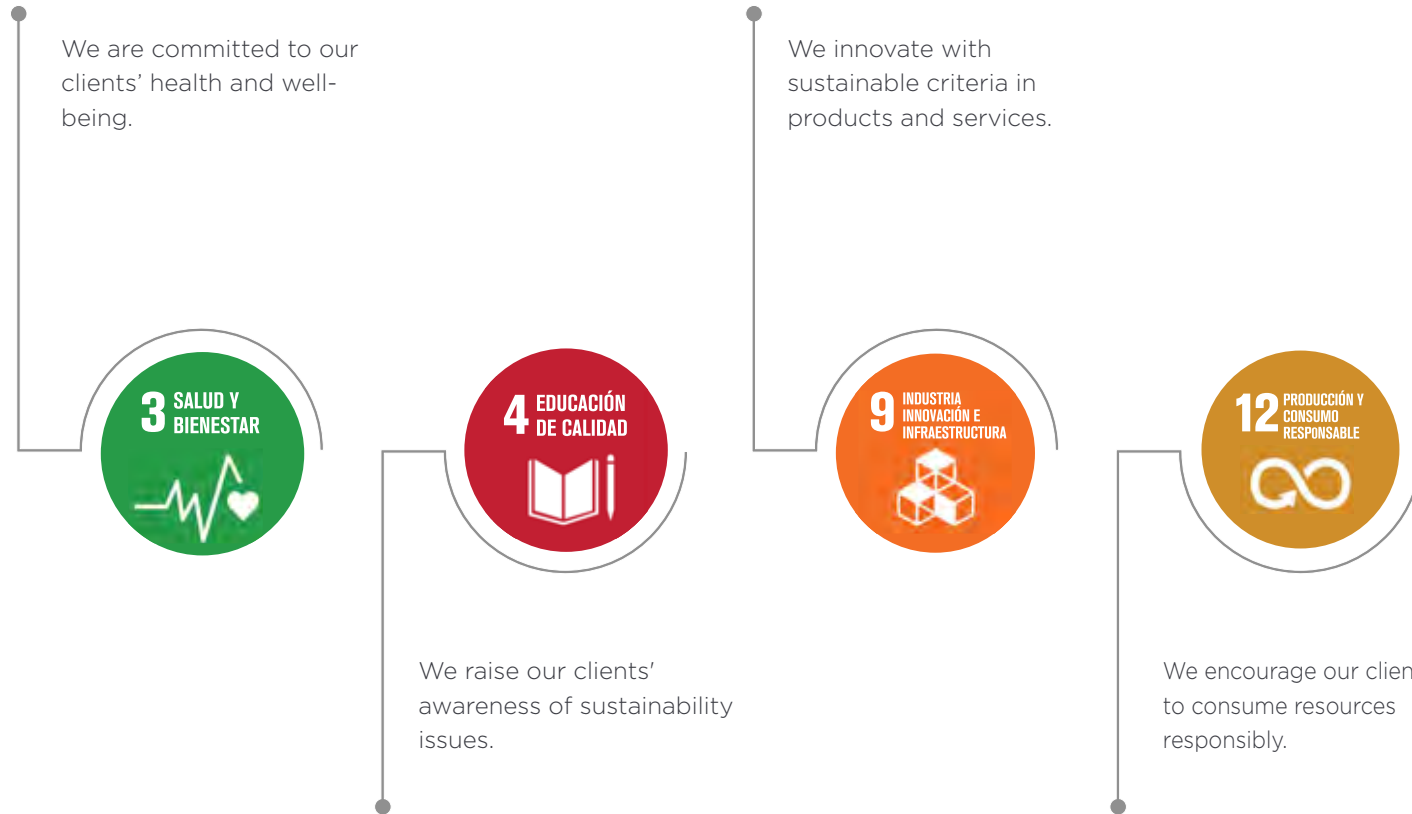 We are committed to our
clients’ health and well-
being.
We innovate with
sustainable criteria in
products and services.
3 SALUD Y
BIENESTAR
4 EDUCACIÓN
DE CALIDAD
9 INDUSTRIA
INNOVACIÓN E
INFRAESTRUCTURA
12 PRODUCCIÓN Y
CONSUMO
RESPONSABLE
We raise our clients'
awareness of sustainability
issues.
We encourage our
to consume resources
responsibly.